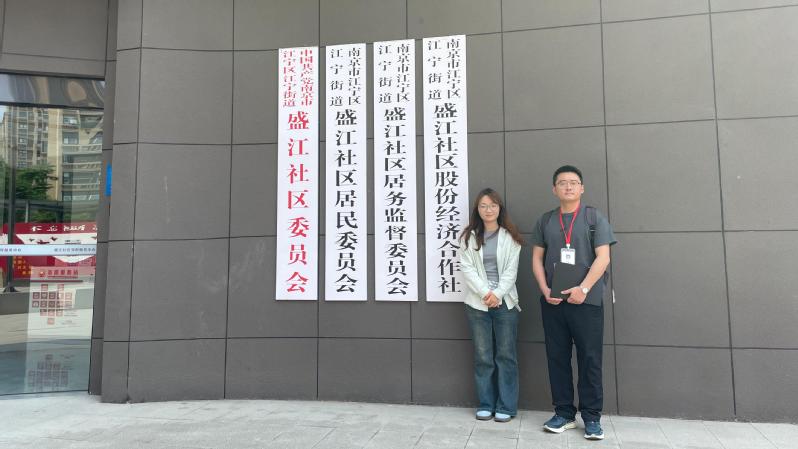 中国共产党南京市
江宁区江宁街道
盛江社区委员会
南京市江宁区
江宁街道
盛江社区居民委员会
南京市江宁区
江宁街道
盛江社区居务监督委员会
南京市江宁区
江宁街道
盛江社区股份经济合作社